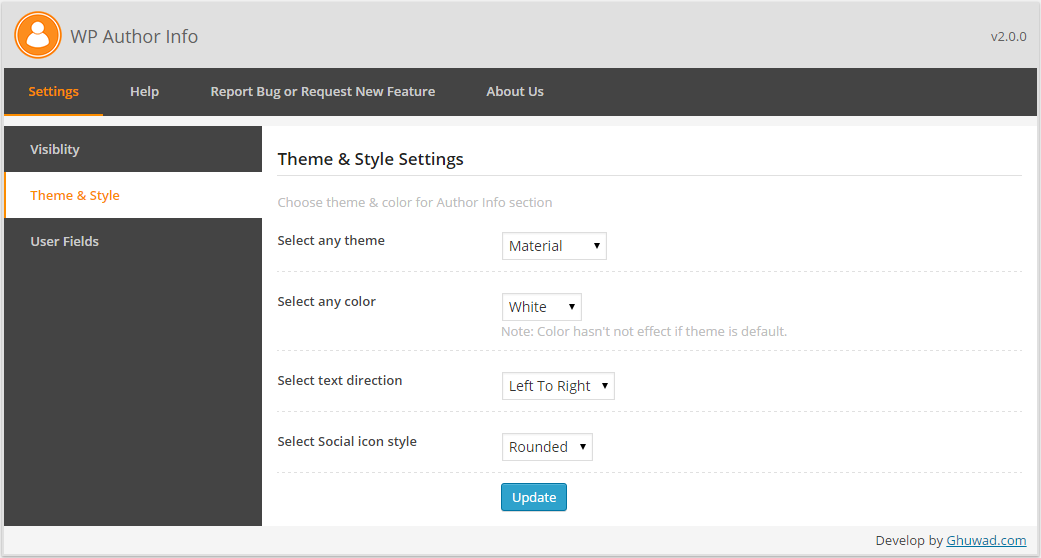 WP Author Info
v2.0.0
Settings Help Report Bug or Request New Feature About Us
Visiblity
Theme & Style
User Fields
Theme & Style Settings
Choose theme & color for Author Info section
Select any theme Material
Select any color White
Note: Color hasn't not effect if theme is default.
Select text direction Left To Right
Select Social icon style Rounded
Update
Develop by Ghuwad.com